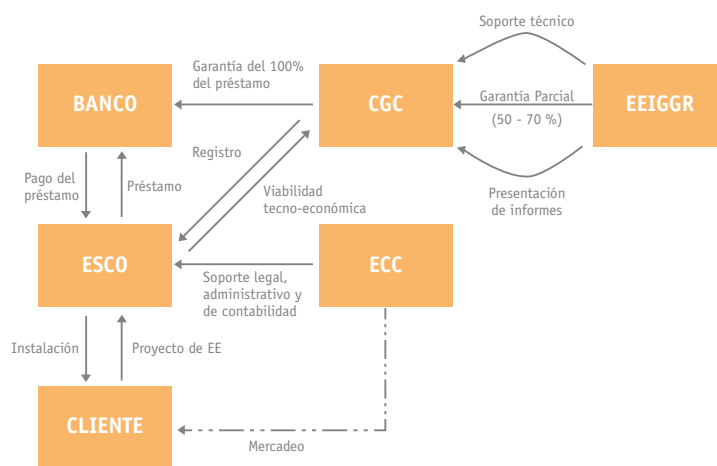 Soporte técnico
Garantía del 100%
del préstamo
BANCO
CGC
Garantía Parcial
(50 - 70 %)
EEIGGR
Registro
Pago del
préstamo
Préstamo
Viabilidad
tecno-económica
Presentación
de informes
ESCO
ECC
Soporte legal,
administrativo y
de contabilidad
Instalación
Proyecto de EE
CLIENTE
Mercadeo